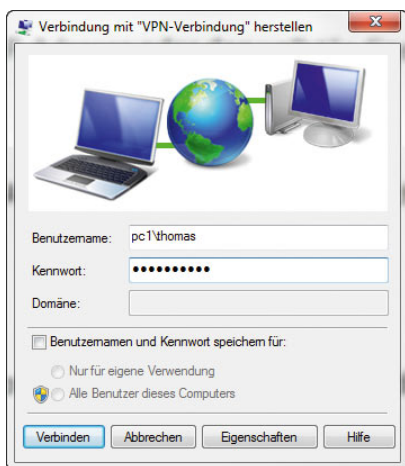 Verbindung mit "VPN-Verbindung" herstellen
Benutzername: pc1\thomas
Kennwort: ••••••••••
Domäne:
Benutzernamen und Kennwort speichern für:
Nur für eigene Verwendung
Alle Benutzer dieses Computers
Verbinden Abbrechen Eigenschaften Hilfe